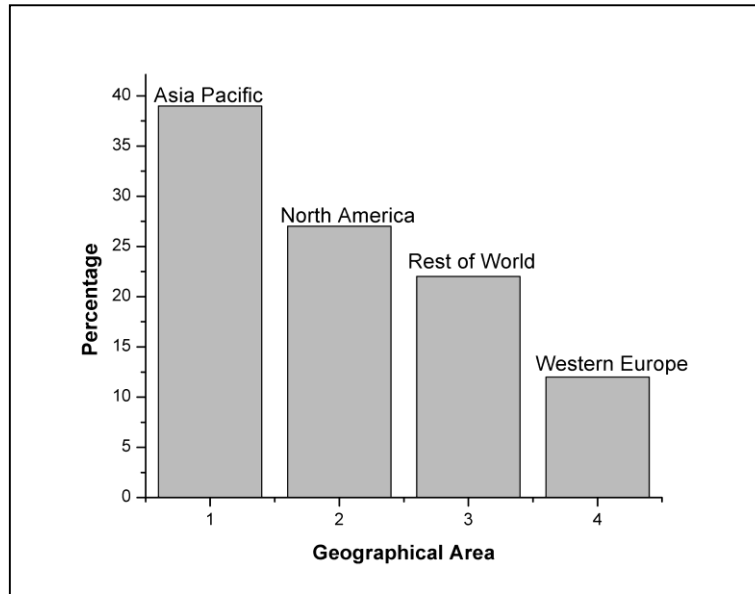 40
35
30
25
20
15
10
5
0
Percentage
Asia Pacific
North America
Rest of World
Western Europe
1 2 3 4
Geographical Area